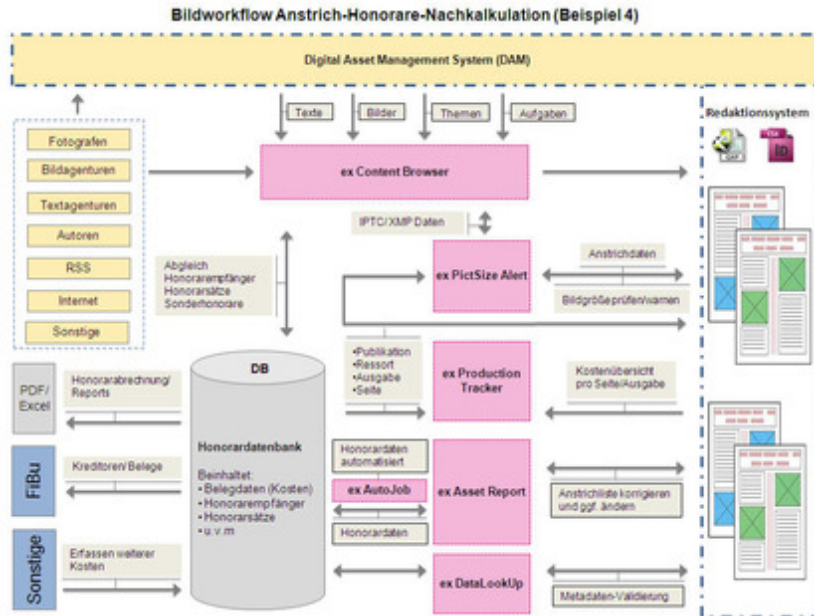 Bildworkflow Anstrich-Honorare-Nachkalkulation (Beispiel 4)
Digital Asset Management System (DAM)
Texte
Bilder
Themen
Aufgaben
Redaktionssystem
Fotografen
Bildagenturen
Textagenturen
Autoren
RSS
Internet
Sonstige
ex Content Browser
IPTC/XMP Daten
Abgleich
Honorarempfänger
Honorarsätze
Sonderhonorare
ex PictSize Alert
Anstrichdaten
Bildgrößeprüfen/warnen
DB
•Publikation
•Ressort
•Ausgabe
•Seite
ex Production
Tracker
Kostenübersicht
pro Seite/Ausgabe
PDF/
Excel
Honorarabrechnung/
Reports
Honorardatenbank
Beinhaltet:
• Belegdaten (Kosten)
• Honorarempfänger
• Honorarsätze
• u.v.m
Honorardaten
automatisiert
ex AutoJob
Honorardaten
ex Asset Report
Anstrichliste korrigieren
und ggf. ändern
FiBu
Kreditoren/Belege
Sonstige
Erfassen weiterer
Kosten
ex DataLookUp
Metadaten-Validierung
Id